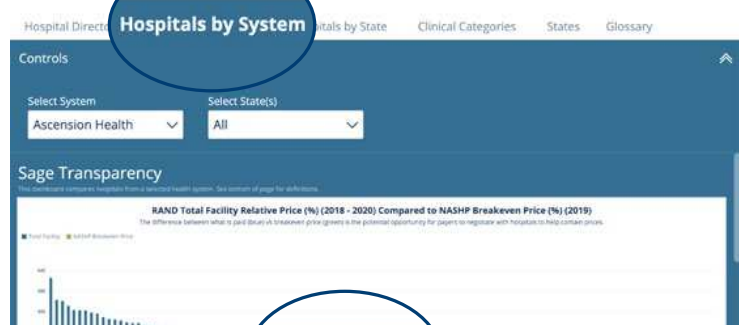 Hospital Directo Hospitals by System pitals by State Clinical Categories States Glossary
Controls
Select System Select State(s)
Ascension Health All
Sage Transparency
This dashboard compares hospitals from a selected health system. See bottom of page for definitions.
RAND Total Facility Relative Price (%) (2018 - 2020) Compared to NASHP Breakeven Price (%) (2019)
The difference between what is paid (blue) vs breakeven price (green) is the potential opportunity for payers to negotiate with hospitals to help contain prices.
Total Facility NASHP Breakeven Price